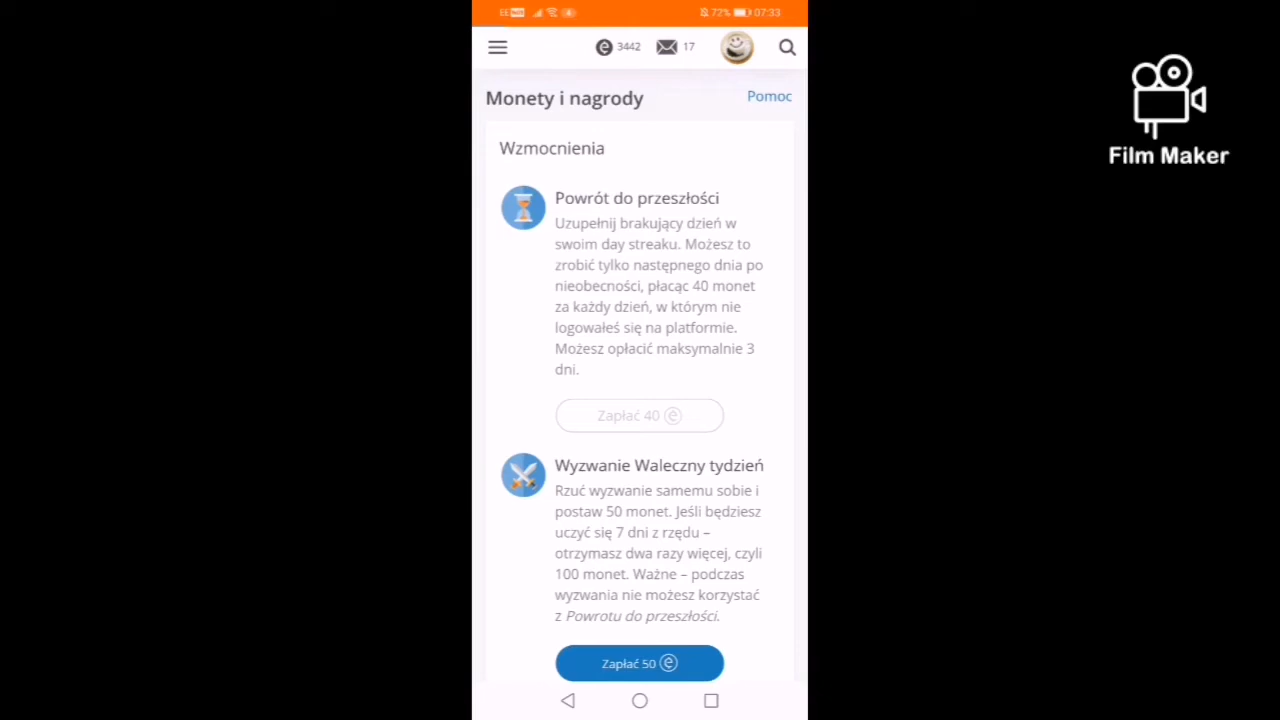 72% 07:33
3442 17
Monety i nagrody Pomoc
Wzmocnienia
Powrót do przeszłości
Uzupełnij brakujący dzień w
swoim day streaku. Możesz to
zrobić tylko następnego dnia po
nieobecności, płacąc 40 monet
za każdy dzień, w którym nie
logowałeś się na platformie.
Możesz opłacić maksymalnie 3
dni.
Zapłać 40 e
Wyzwanie Waleczny tydzień
Rzuć wyzwanie samemu sobie i
postaw 50 monet. Jeśli będziesz
uczyć się 7 dni z rzędu –
otrzymasz dwa razy więcej, czyli
100 monet. Ważne – podczas
wyzwania nie możesz korzystać
z Powrotu do przeszłości.
Zapłać 50 e
Film Maker